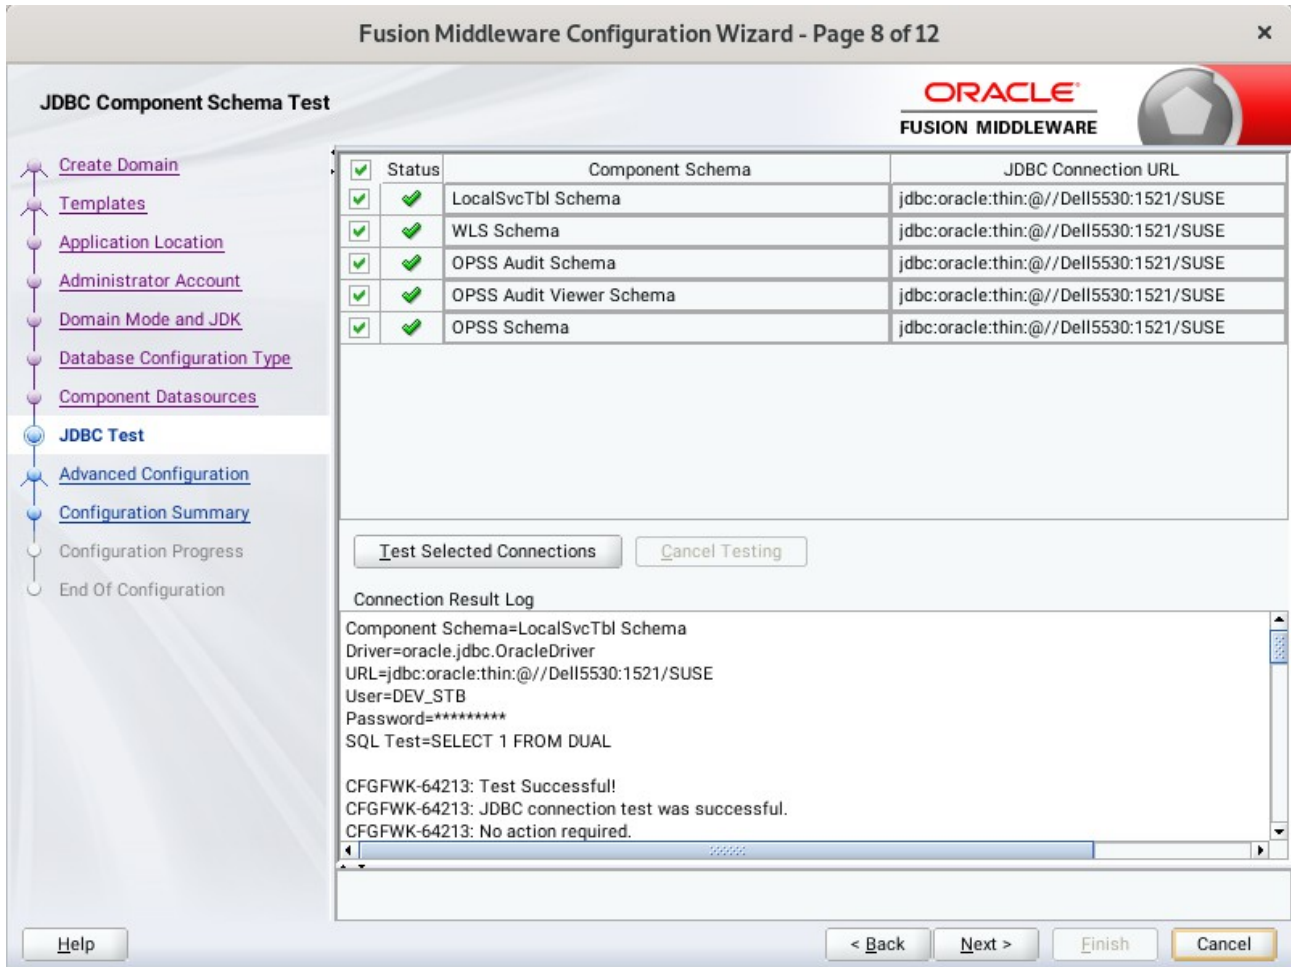 Fusion Middleware Configuration Wizard - Page 8 of 12
JDBC Component Schema Test
ORACLE
FUSION MIDDLEWARE
Create Domain
Templates
Application Location
Administrator Account
Domain Mode and JDK
Database Configuration Type
Component Datasources
JDBC Test
Advanced Configuration
Configuration Summary
Configuration Progress
End Of Configuration
Status Component Schema JDBC Connection URL
LocalSvcTbl Schema jdbc:oracle:thin:@//Dell5530:1521/SUSE
WLS Schema jdbc:oracle:thin:@//Dell5530:1521/SUSE
OPSS Audit Schema jdbc:oracle:thin:@//Dell5530:1521/SUSE
OPSS Audit Viewer Schema jdbc:oracle:thin:@//Dell5530:1521/SUSE
OPSS Schema jdbc:oracle:thin:@//Dell5530:1521/SUSE
Test Selected Connections Cancel Testing
Connection Result Log
Component Schema=LocalSvcTbl Schema
Driver=oracle.jdbc.OracleDriver
URL=jdbc:oracle:thin:@//Dell5530:1521/SUSE
User=DEV_STB
Password=*********
SQL Test=SELECT 1 FROM DUAL
CFGFWK-64213: Test Successful!
CFGFWK-64213: JDBC connection test was successful.
CFGFWK-64213: No action required.
Help < Back Next > Finish Cancel